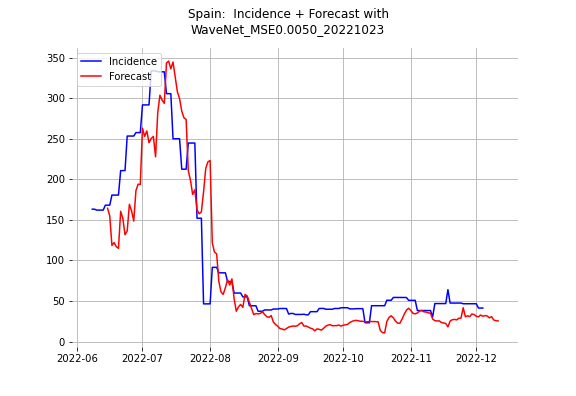 Spain:  Incidence + Forecast with
WaveNet_MSE0.0050_20221023
Incidence
Forecast
350
300
250
200
150
100
50
0
2022-06 2022-07 2022-08 2022-09 2022-10 2022-11 2022-12